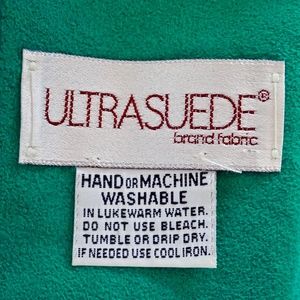 ULTRASUEDE®
brand fabric
HAND OR MACHINE
WASHABLE
IN LUKEWARM WATER.
DO NOT USE BLEACH.
TUMBLE OR DRIP DRY.
IF NEEDED USE COOL IRON.